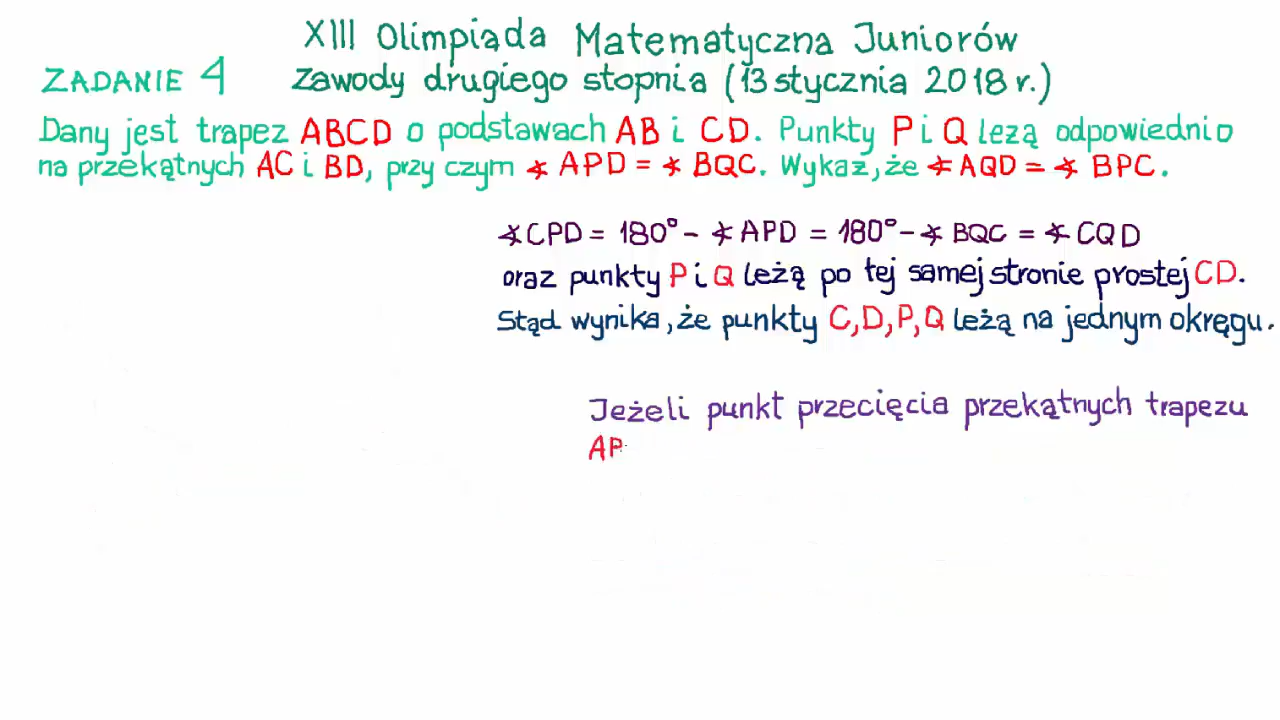 XIII Olimpiada Matematyczna Juniorów
ZADANIE 4 Zawody drugiego stopnia (13 stycznia 2018 r.)
Dany jest trapez ABCD o podstawach AB i CD. Punkty P i Q leżą odpowiednio
na przekątnych AC i BD, przy czym ∢ APD = ∢ BQC. Wykaż, że ∢AQD = ∢ BPC.
∢CPD = 180° - ∢ APD = 180° - ∢ BQC = ∢ CQD
oraz punkty P i Q leżą po tej samej stronie prostej CD.
Stąd wynika, że punkty C, D, P, Q leżą na jednym okręgu.
Jeżeli punkt przecięcia przekątnych trapezu
AP